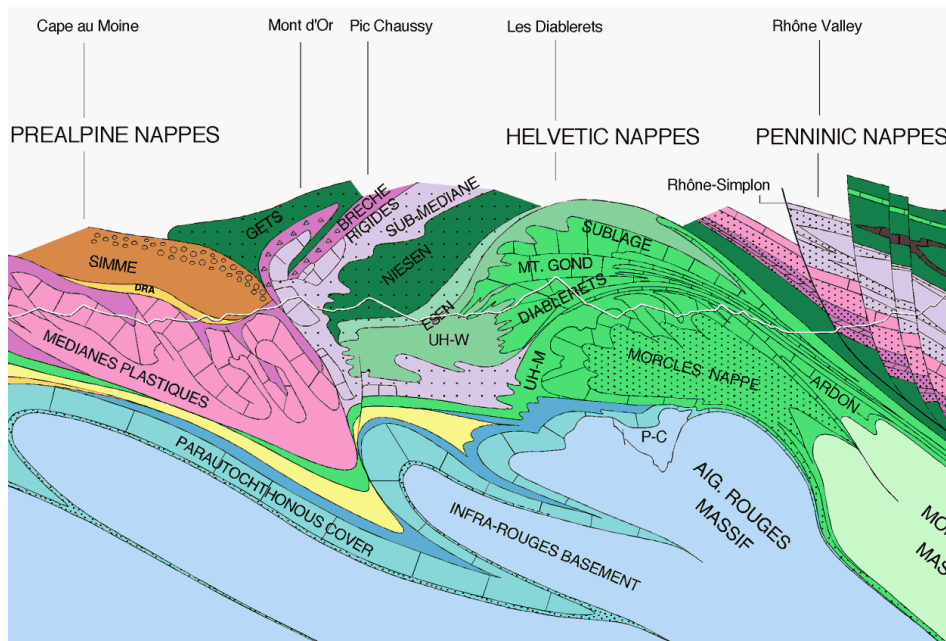 Cape au Moine
Mont d'Or
Pic Chaussy
Les Diablerets
Rhône Valley
PREALPINE NAPPES
HELVETIC NAPPES
PENNINIC NAPPES
Rhône-Simplon
GETS
BRECHE
RIGIDES
SUB-MEDIANE
SUBLAGE
SIMME
DRA
NIESEN
MT. GOND
DIABLERETS
ESEN
UH-W
UH-M
MEDIANES PLASTIQUES
MORCLES NAPPE
ARDON
P-C
PARAUTOCHTHONOUS COVER
INFRA-ROUGES BASEMENT
AIG. ROUGES
MASSIF
MO
MAS